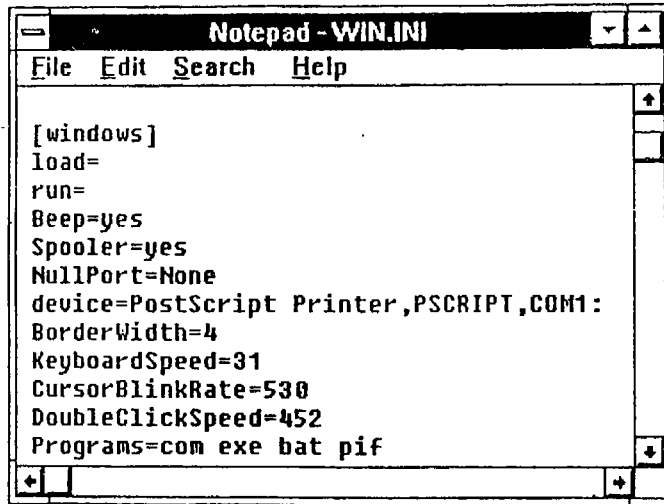 Notepad - WIN.INI
File Edit Search Help
[windows]
load=
run=
Beep=yes
Spooler=yes
NullPort=None
device=PostScript Printer,PSCRIPT,COM1:
BorderWidth=4
KeyboardSpeed=31
CursorBlinkRate=530
DoubleClickSpeed=452
Programs=com exe bat pif